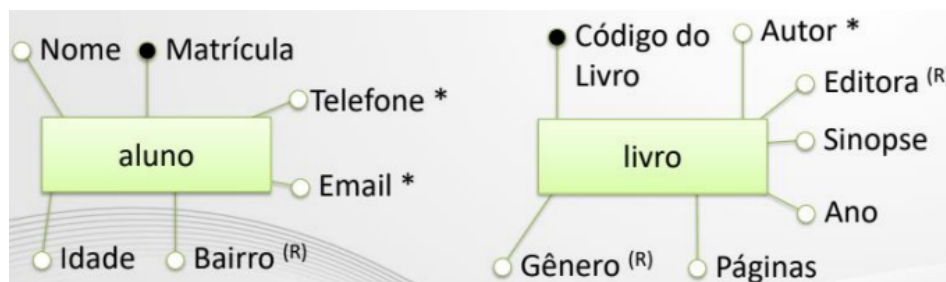 Nome
Matrícula
Telefone *
aluno
Email *
Idade
Bairro (R)
Código do
Livro
Autor *
Editora (R)
Sinopse
livro
Ano
Gênero (R)
Páginas